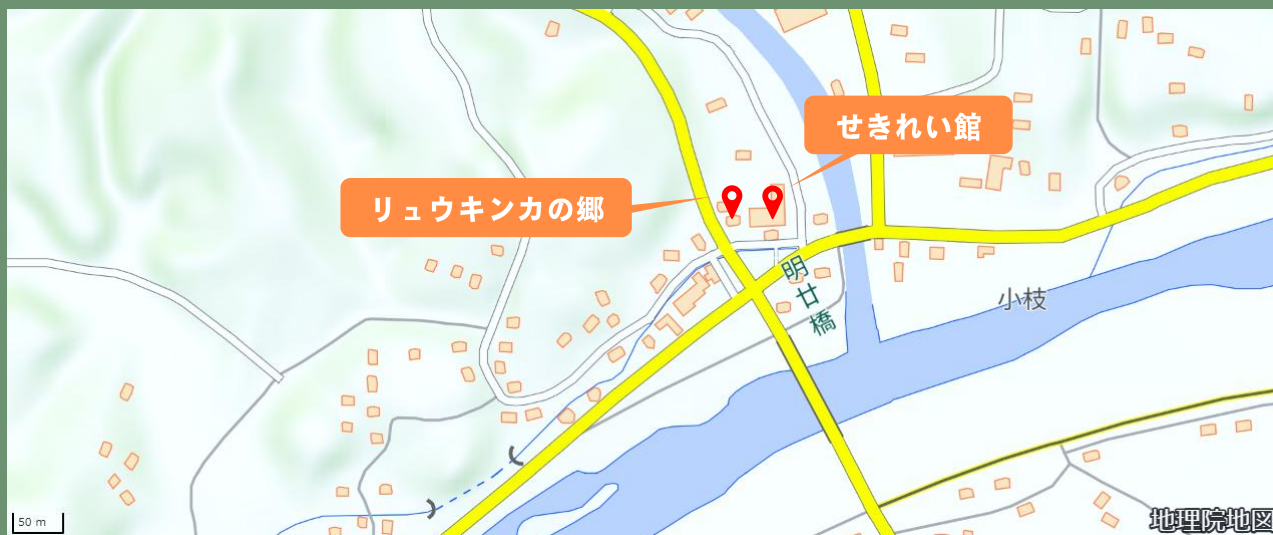 せきれい館
リュウキンカの郷
明廿橋
小枝
50 m
地理院地図